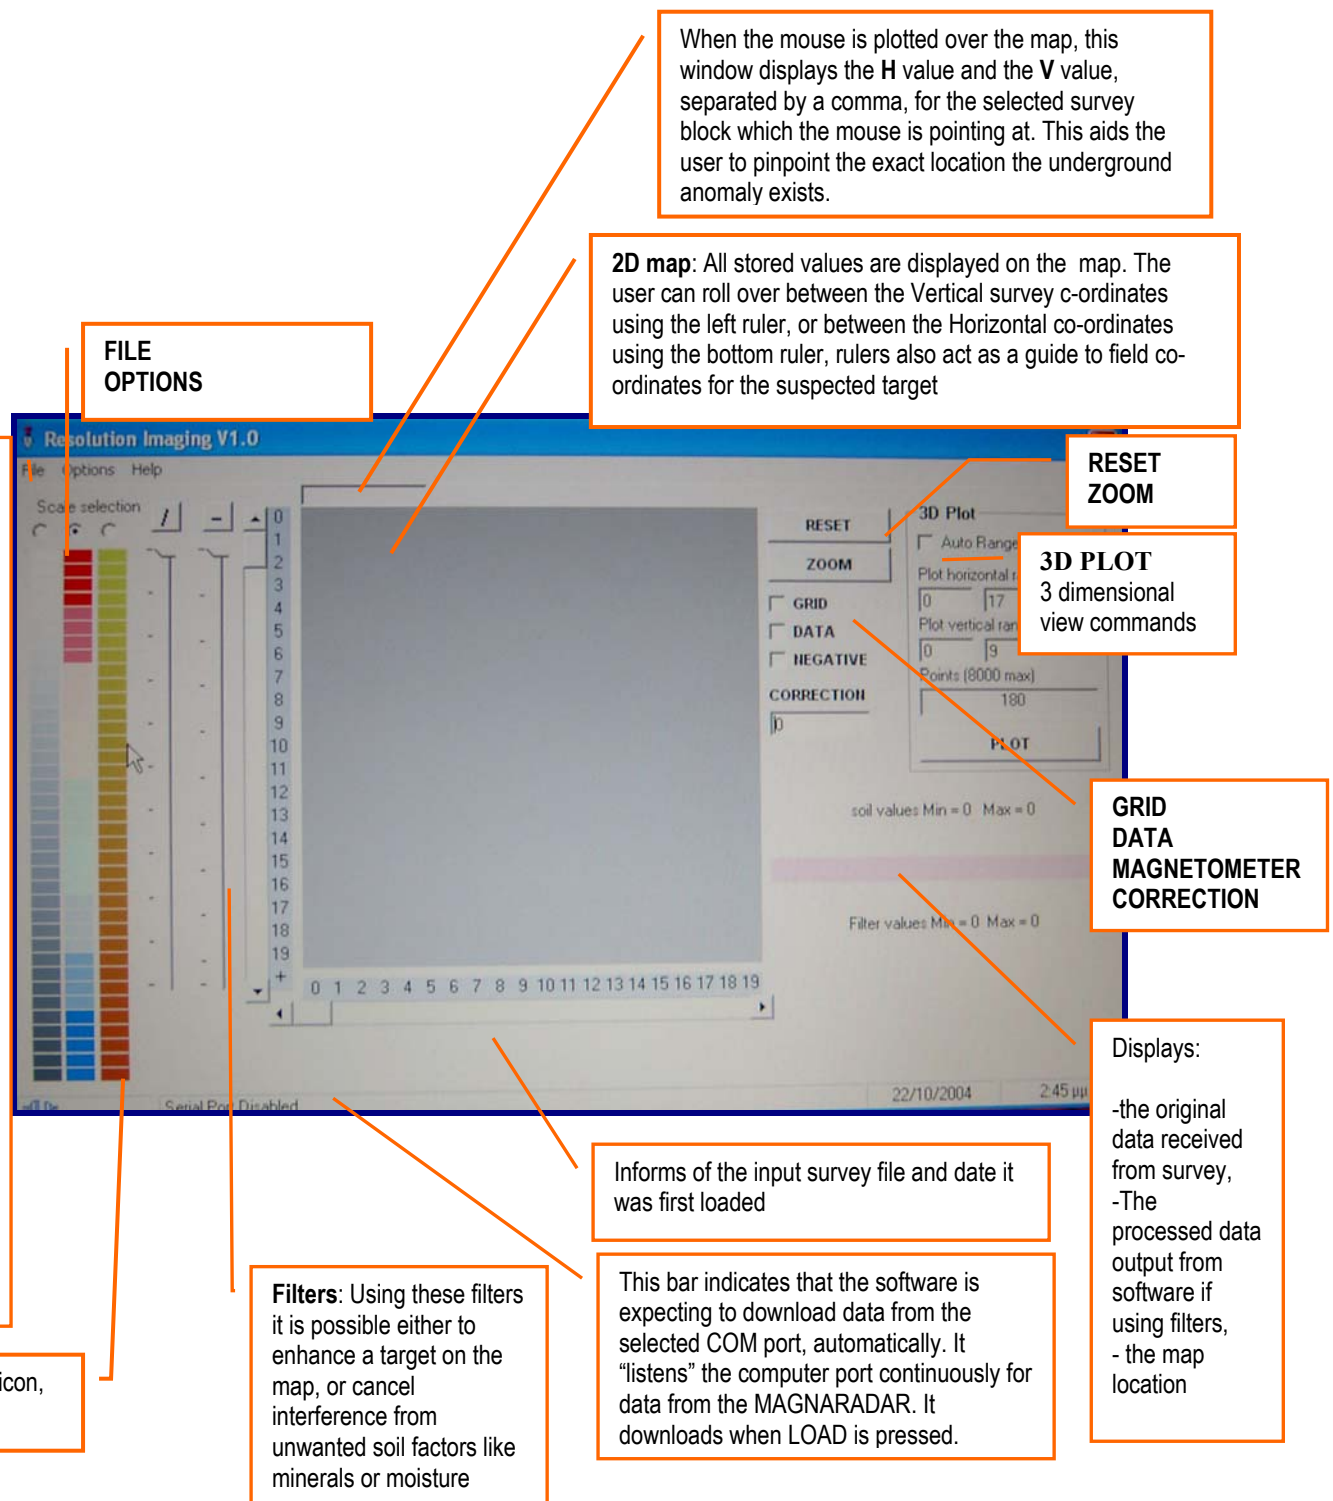 When the mouse is plotted over the map, this
window displays the H value and the V value,
separated by a comma, for the selected survey
block which the mouse is pointing at. This aids the
user to pinpoint the exact location the underground
anomaly exists.
2D map: All stored values are displayed on the map. The
user can roll over between the Vertical survey c-ordinates
using the left ruler, or between the Horizontal co-ordinates
using the bottom ruler, rulers also act as a guide to field co-
ordinates for the suspected target
FILE
OPTIONS
Resolution Imaging V1.0
File Options Help
Scale selection
/
-
RESET
ZOOM
GRID
DATA
NEGATIVE
CORRECTION
0
3D Plot
Auto Range
Plot horizontal
0 17
Plot vertical
0 9
Points (8000 max)
180
PLOT
RESET
ZOOM
3D PLOT
3 dimensional
view commands
0
1
2
3
4
5
6
7
8
9
10
11
12
13
14
15
16
17
18
19
+
0 1 2 3 4 5 6 7 8 9 10 11 12 13 14 15 16 17 18 19
soil values Min = 0 Max = 0
Filter values Min = 0 Max = 0
GRID
DATA
MAGNETOMETER
CORRECTION
Serial Port Disabled
22/10/2004
2:45 μμ
Displays:
-the original
data received
from survey,
-The
processed data
output from
software if
using filters,
- the map
location
Informs of the input survey file and date it
was first loaded
Filters: Using these filters
it is possible either to
enhance a target on the
map, or cancel
interference from
unwanted soil factors like
minerals or moisture
This bar indicates that the software is
expecting to download data from the
selected COM port, automatically. It
“listens” the computer port continuously for
data from the MAGNARADAR. It
downloads when LOAD is pressed.
icon,